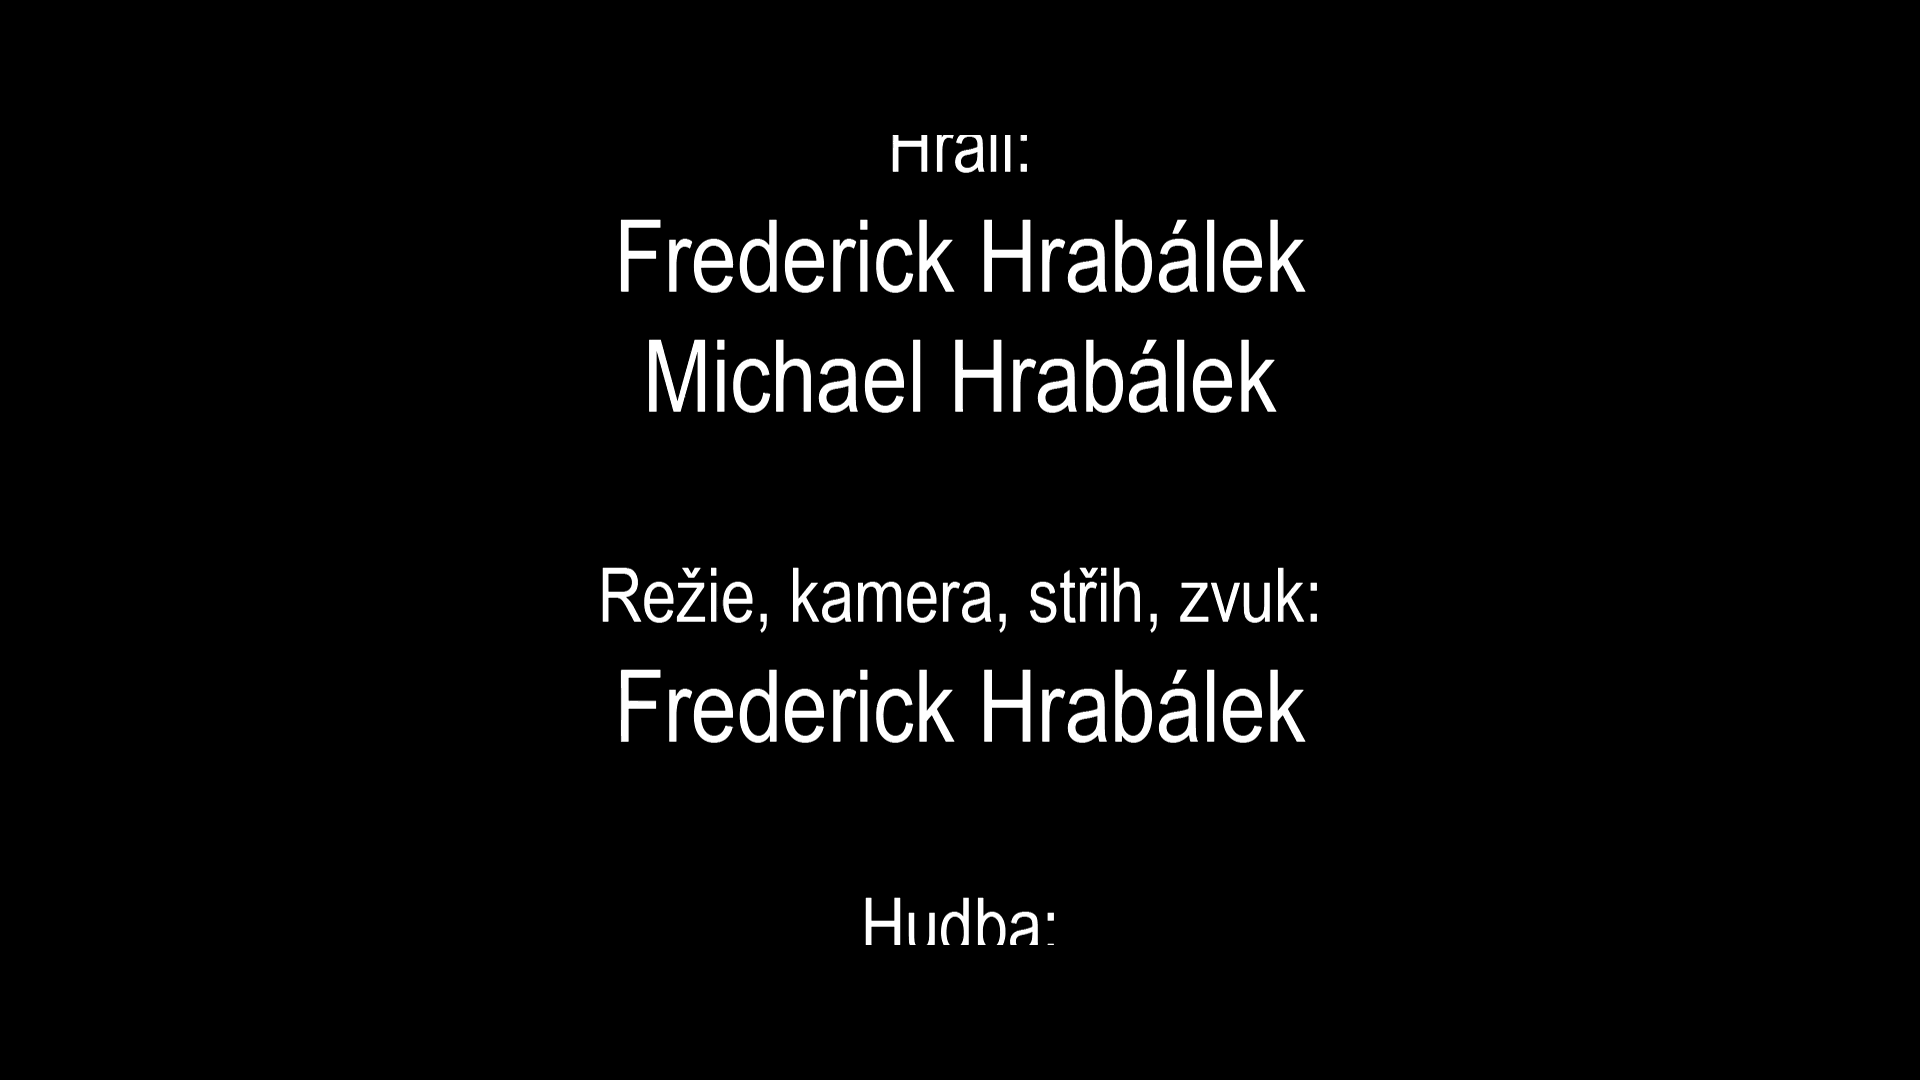 Hráli:
Frederick Hrabálek
Michael Hrabálek
Režie, kamera, střih, zvuk:
Frederick Hrabálek
Hudba: